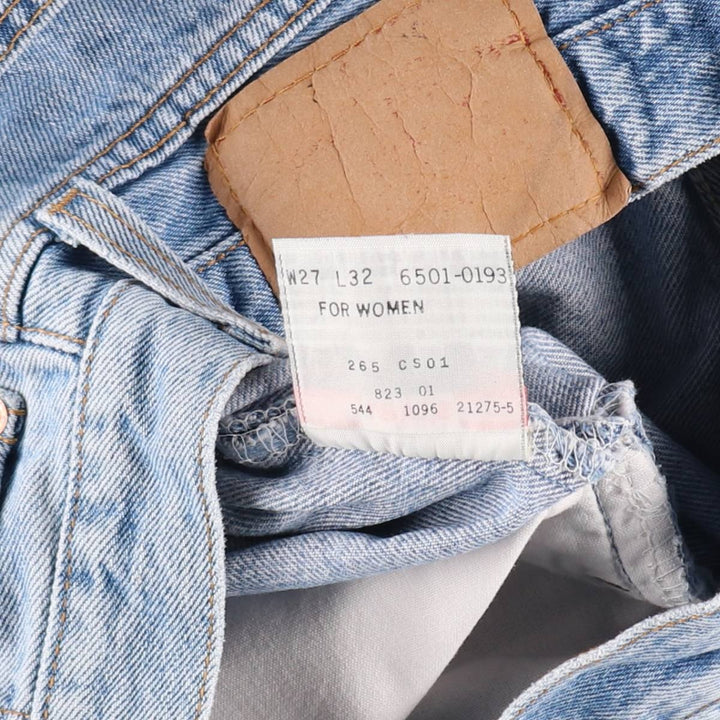 W27 L32 6501-0193
FOR WOMEN
265 CS01
823 01
544 1096 21275-5